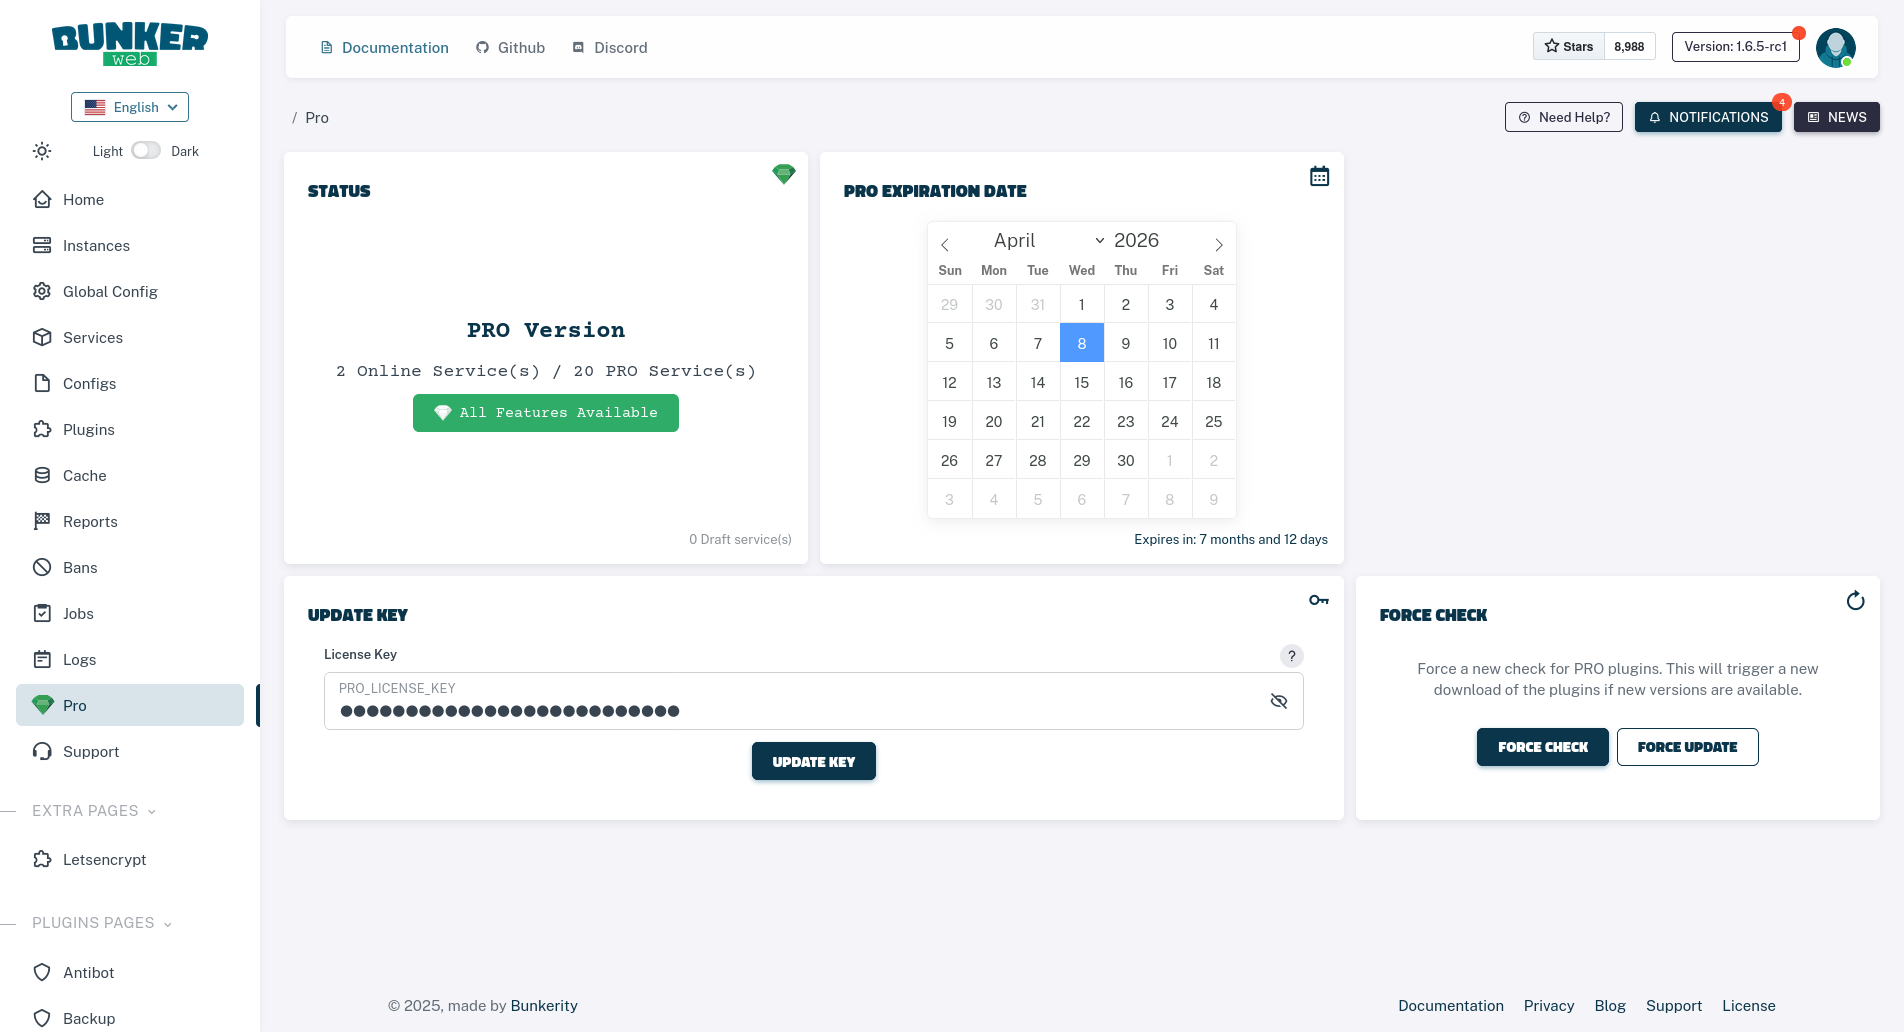 BUNKER
web
English
Light Dark
Home
Instances
Global Config
Services
Configs
Plugins
Cache
Reports
Bans
Jobs
Logs
Pro
Support
EXTRA PAGES
Letsencrypt
PLUGINS PAGES
Antibot
Backup
Documentation Github Discord
Stars 8,988
Version: 1.6.5-rc1
/ Pro
Need Help?
NOTIFICATIONS 4
NEWS
STATUS
PRO Version
2 Online Service(s) / 20 PRO Service(s)
All Features Available
0 Draft service(s)
PRO EXPIRATION DATE
April 2026
Sun Mon Tue Wed Thu Fri Sat
29 30 31 1 2 3 4
5 6 7 8 9 10 11
12 13 14 15 16 17 18
19 20 21 22 23 24 25
26 27 28 29 30 1 2
3 4 5 6 7 8 9
Expires in: 7 months and 12 days
UPDATE KEY
License Key
?
PRO_LICENSE_KEY
●●●●●●●●●●●●●●●●●●●●●●●●●●
UPDATE KEY
FORCE CHECK
Force a new check for PRO plugins. This will trigger a new
download of the plugins if new versions are available.
FORCE CHECK FORCE UPDATE
© 2025, made by Bunkerity
Documentation Privacy Blog Support License